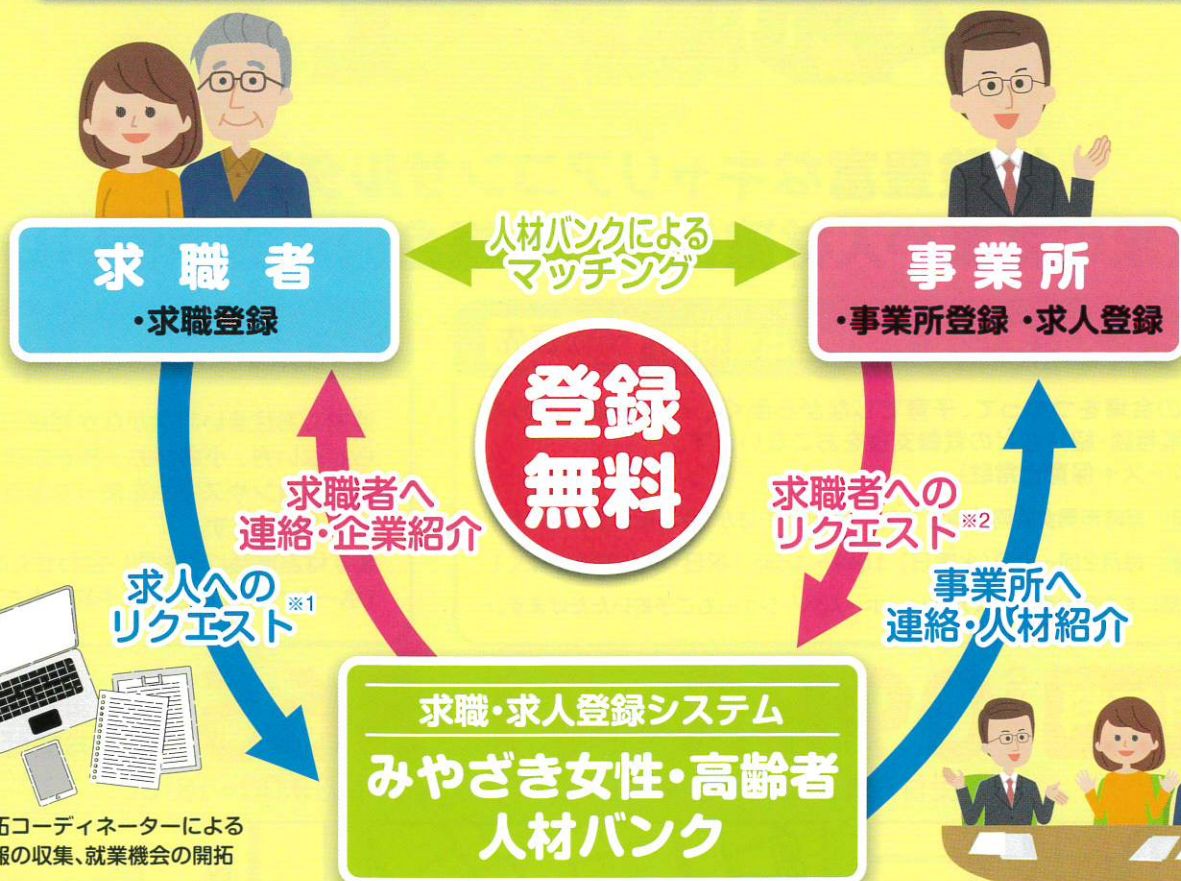 求職者
・求職登録
人材バンクによる
マッチング
事業所
・事業所登録 ・求人登録
登録
無料
求職者へ
連絡・企業紹介
求職者への
リクエスト※2
求人への
リクエスト※1
事業所へ
連絡・人材紹介
求職・求人登録システム
みやざき女性・高齢者
人材バンク
拓コーディネーターによる
報の収集、就業機会の開拓